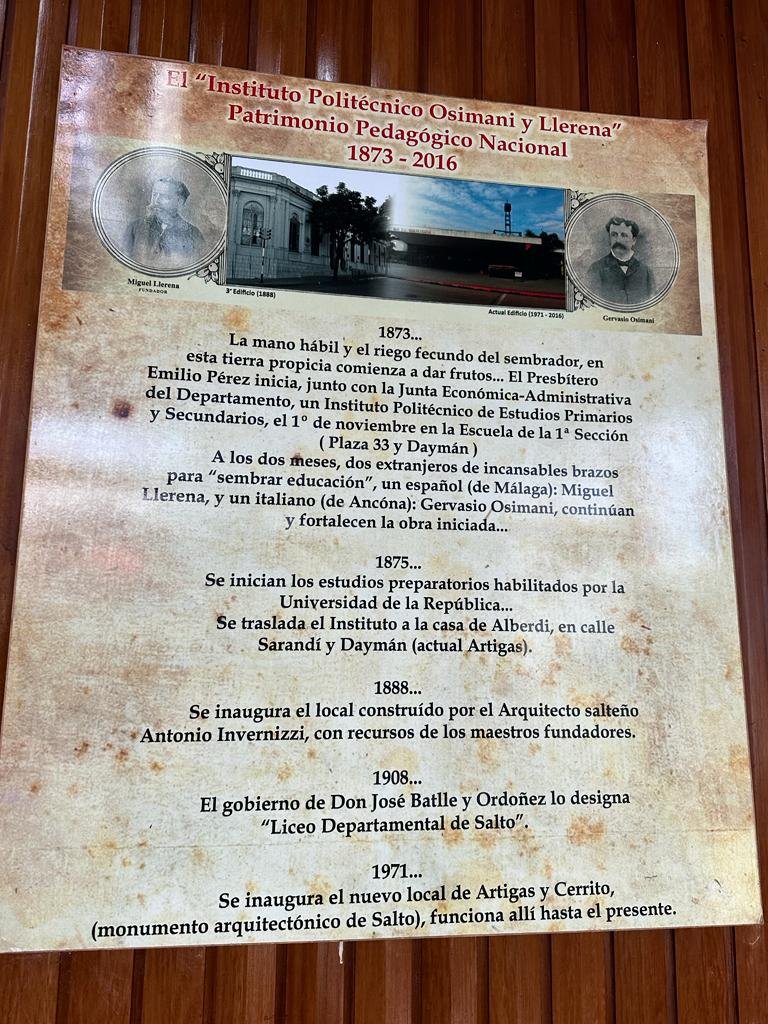 El “Instituto Politécnico Osimani y Llerena”
Patrimonio Pedagógico Nacional
1873 - 2016
Miguel Llerena
FUNDADOR
3º Edificio (1888)
Actual Edificio (1971 - 2016)
Gervasio Osimani
1873...
La mano hábil y el riego fecundo del sembrador, en
esta tierra propicia comienza a dar frutos... El Presbítero
Emilio Pérez inicia, junto con la Junta Económica-Administrativa
del Departamento, un Instituto Politécnico de Estudios Primarios
y Secundarios, el 1º de noviembre en la Escuela de la 1ª Sección
( Plaza 33 y Daymán )
A los dos meses, dos extranjeros de incansables brazos
para “sembrar educación”, un español (de Málaga): Miguel
Llerena, y un italiano (de Ancóna): Gervasio Osimani, continúan
y fortalecen la obra iniciada...
1875...
Se inician los estudios preparatorios habilitados por la
Universidad de la República...
Se traslada el Instituto a la casa de Alberdi, en calle
Sarandí y Daymán (actual Artigas).
1888...
Se inaugura el local construído por el Arquitecto salteño
Antonio Invernizzi, con recursos de los maestros fundadores.
1908...
El gobierno de Don José Batlle y Ordoñez lo designa
“Liceo Departamental de Salto”.
1971...
Se inaugura el nuevo local de Artigas y Cerrito,
(monumento arquitectónico de Salto), funciona allí hasta el presente.